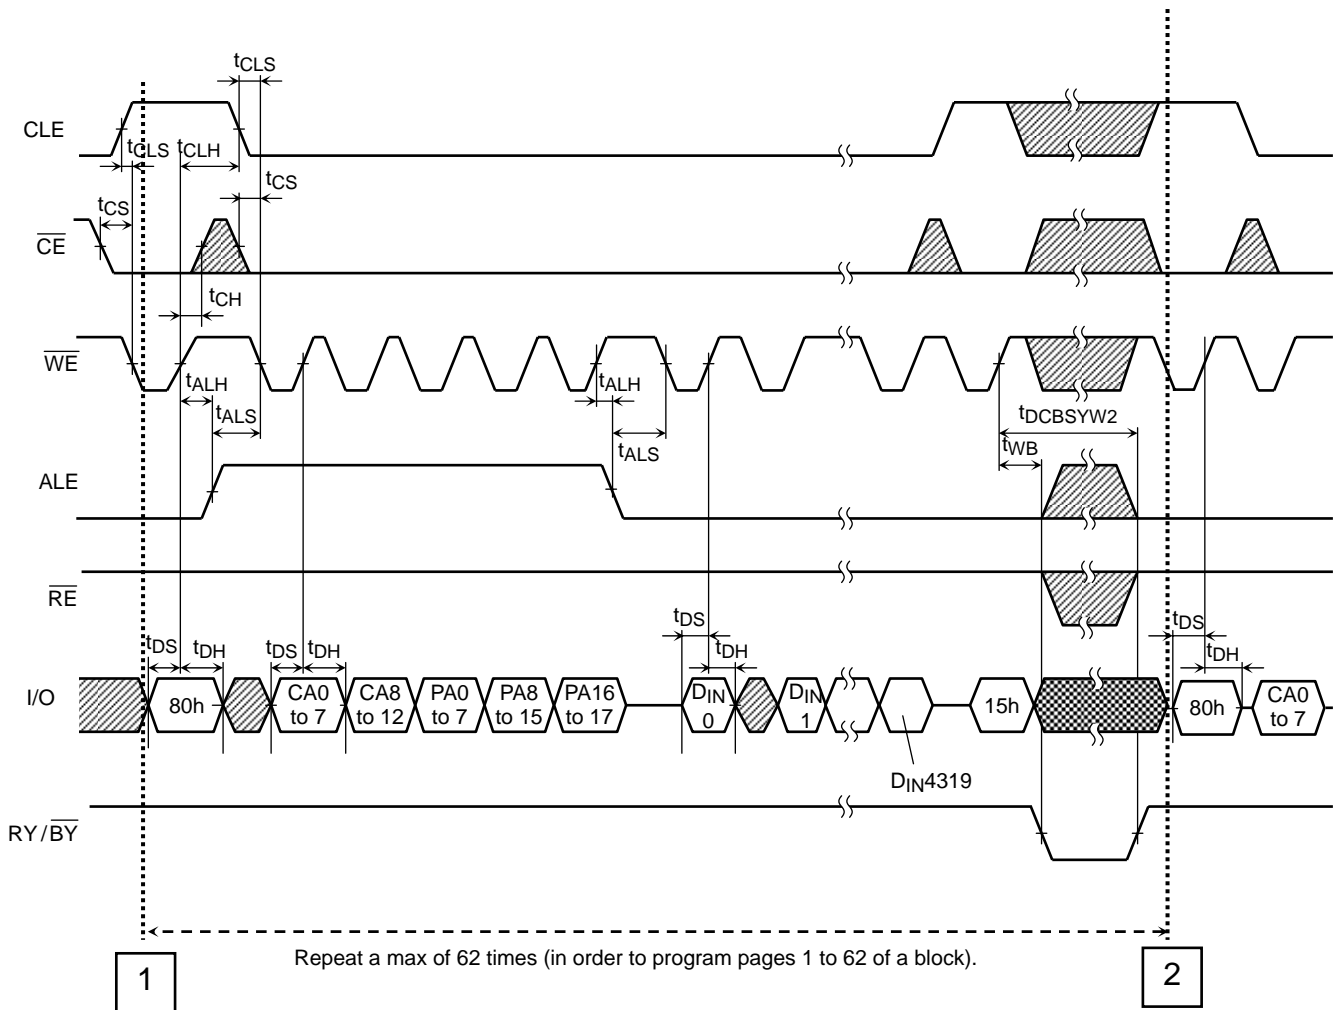 tCLS
CLE
tCLS tCLH
tCS
tCS
CE
tCH
WE
tALH tALH
tALS tDCBSYW2
tALS tWB
ALE
RE
tDS tDS
tDS tDH tDS tDH tDH tDH
I/O 80h CA0 to 7 CA8 to 12 PA0 to 7 PA8 to 15 PA16 to 17 DIN 0 DIN 1 15h 80h CA0 to 7
DIN4319
RY/BY
Repeat a max of 62 times (in order to program pages 1 to 62 of a block).
1 2